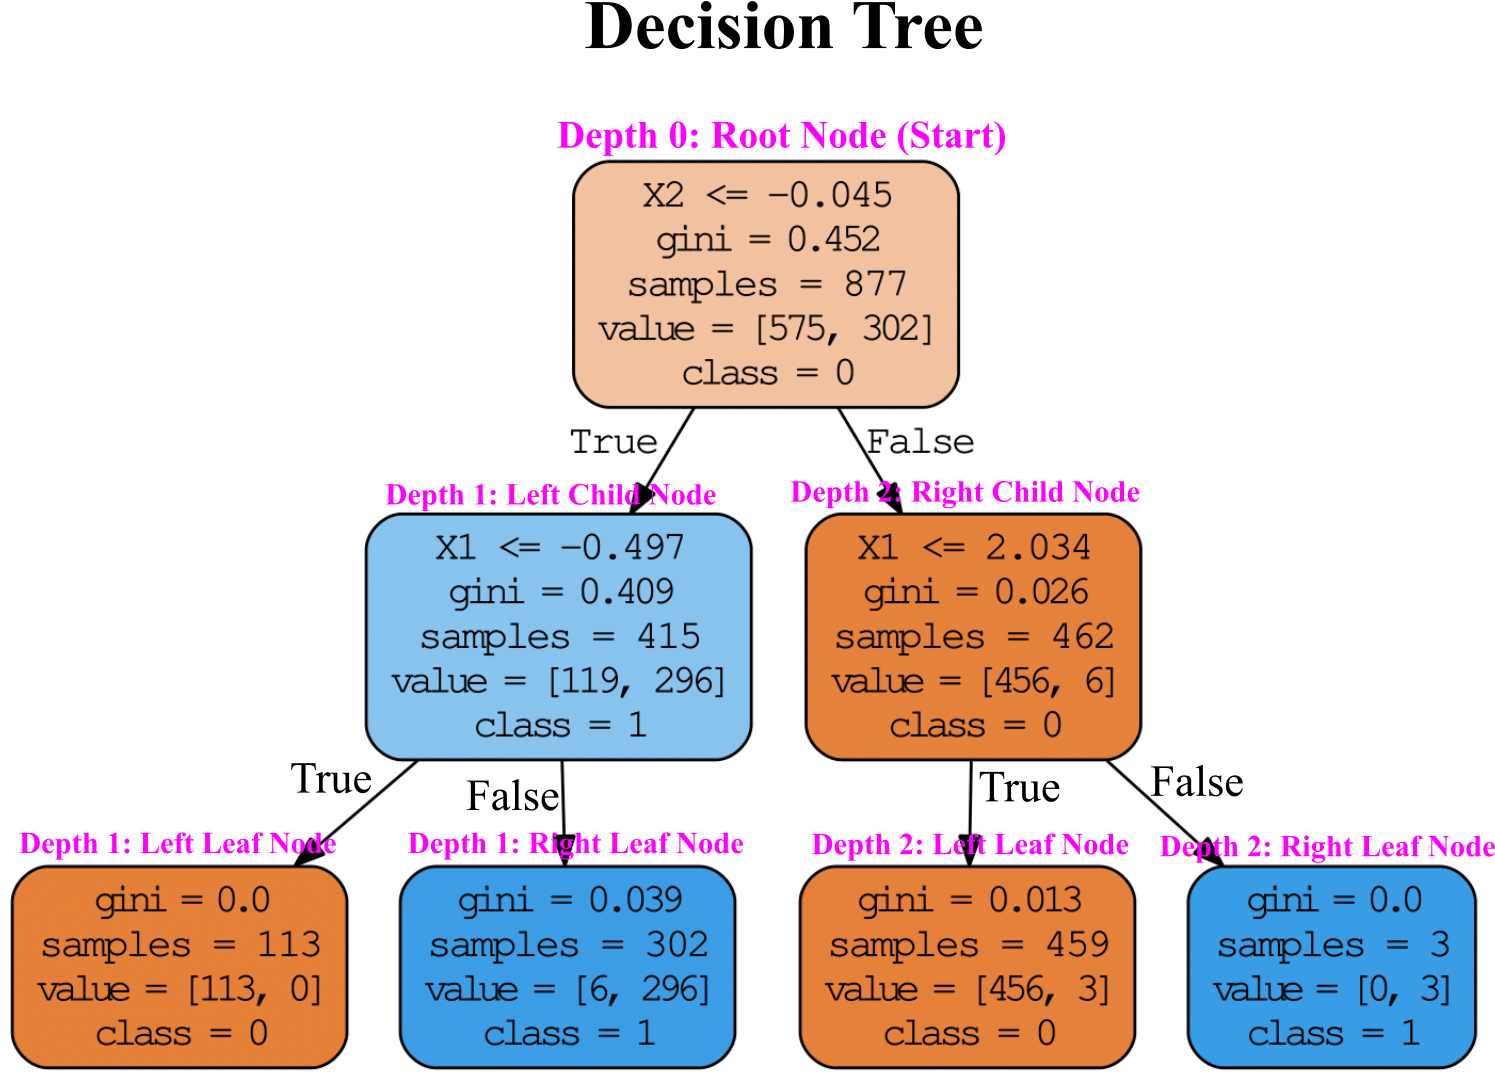 Decision Tree
Depth 0: Root Node (Start)
X2 <= -0.045
gini = 0.452
samples = 877
value = [575, 302]
class = 0
True
False
Depth 1: Left Child Node
X1 <= -0.497
gini = 0.409
samples = 415
value = [119, 296]
class = 1
Depth 2: Right Child Node
X1 <= 2.034
gini = 0.026
samples = 462
value = [456, 6]
class = 0
True
False
True
False
Depth 1: Left Leaf Node
gini = 0.0
samples = 113
value = [113, 0]
class = 0
Depth 1: Right Leaf Node
gini = 0.039
samples = 302
value = [6, 296]
class = 1
Depth 2: Left Leaf Node
gini = 0.013
samples = 459
value = [456, 3]
class = 0
Depth 2: Right Leaf Node
gini = 0.0
samples = 3
value = [0, 3]
class = 1